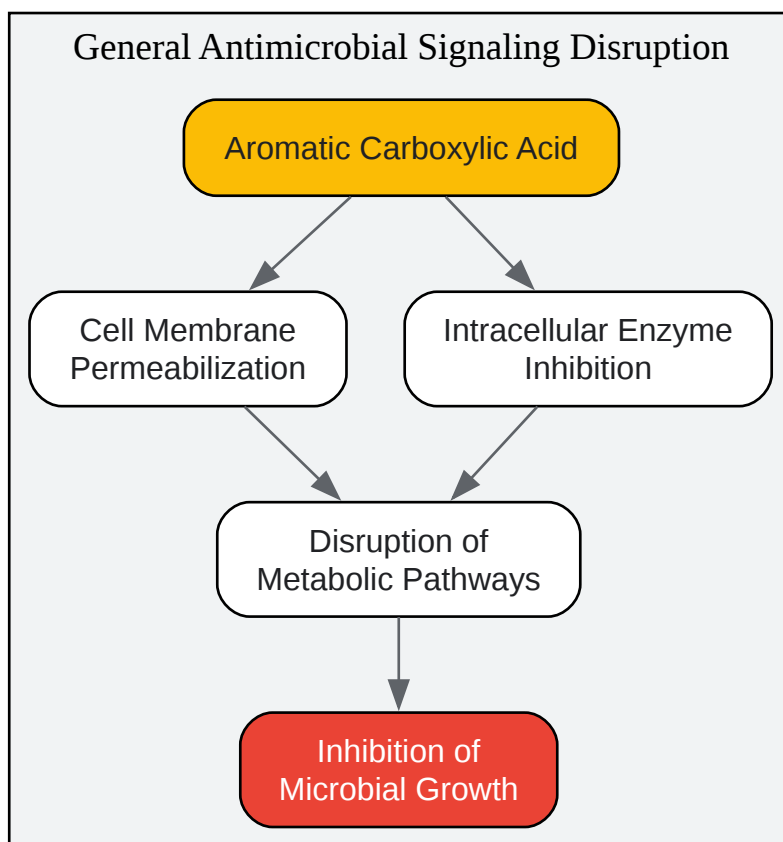 General Antimicrobial Signaling Disruption
Aromatic Carboxylic Acid
Cell Membrane
Permeabilization
Intracellular Enzyme
Inhibition
Disruption of
Metabolic Pathways
Inhibition of
Microbial Growth